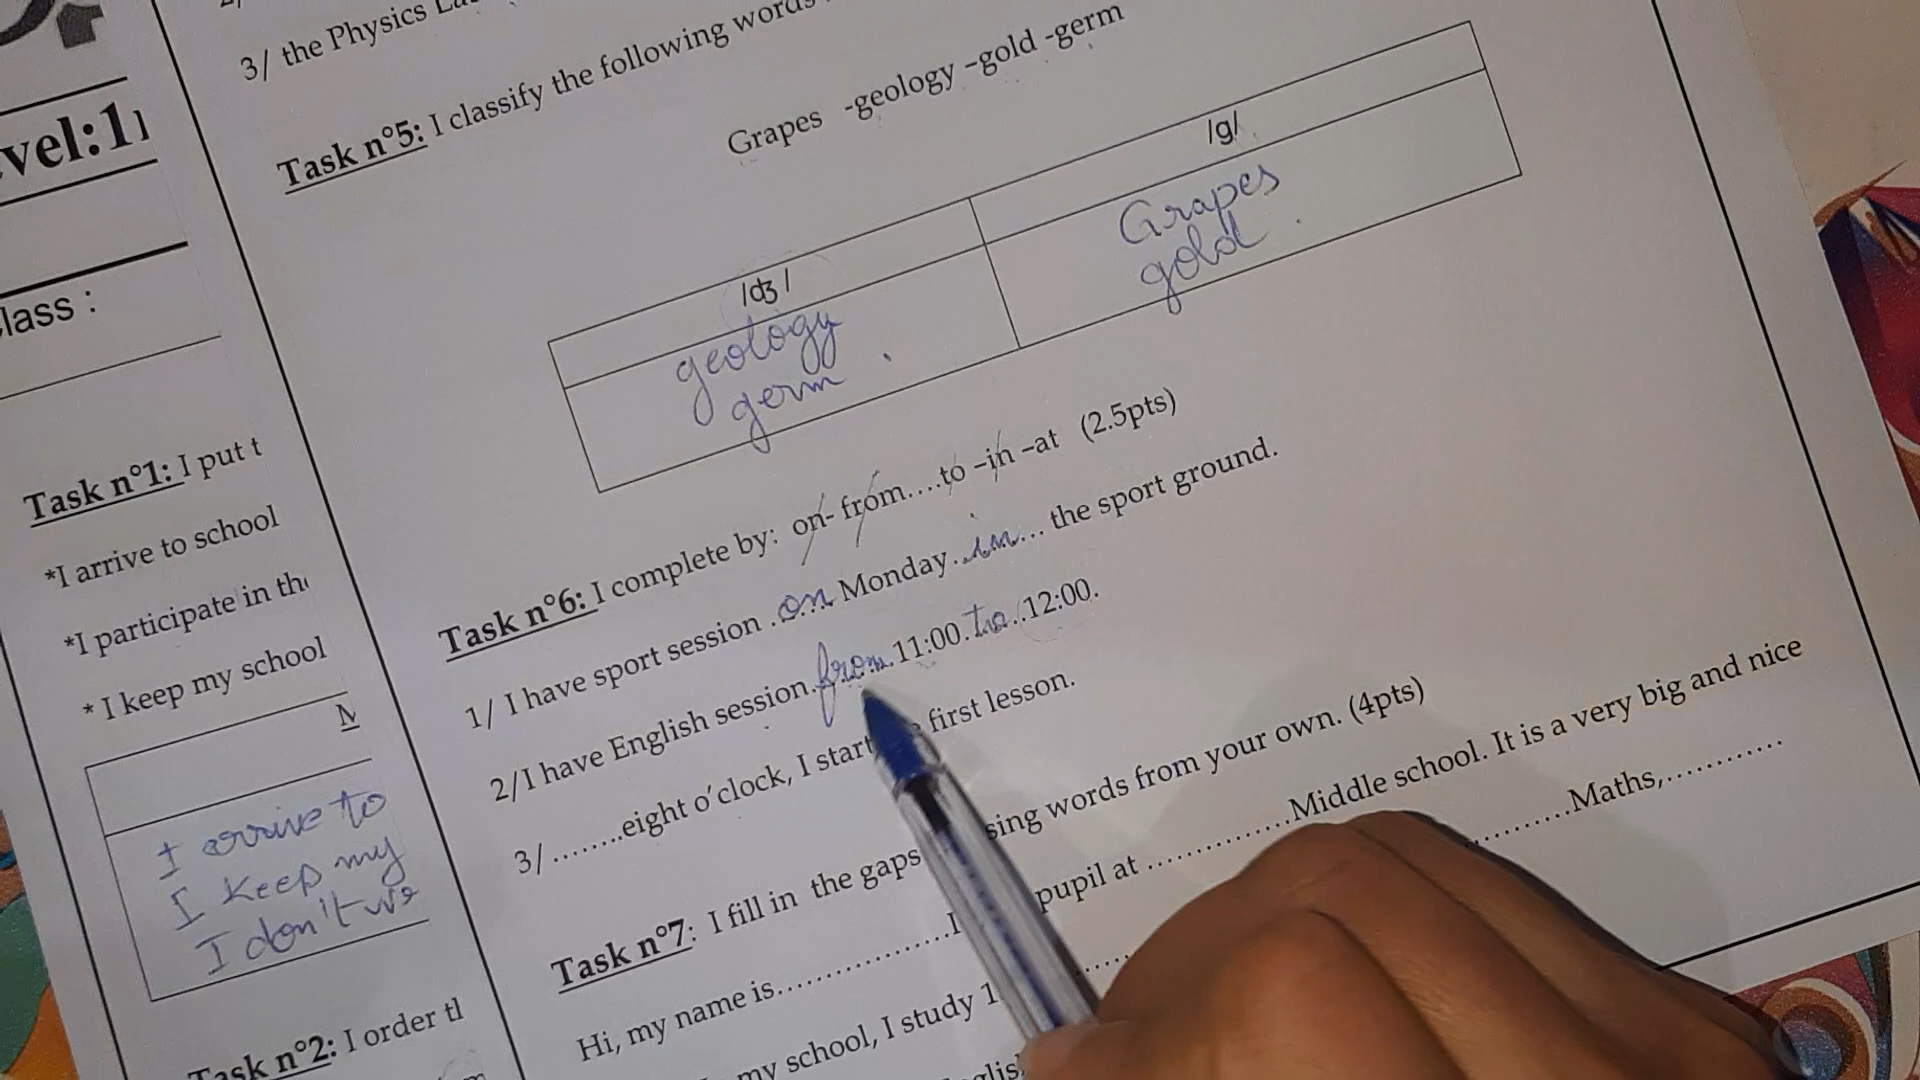 3/ the Physics
vel:1
lass :
Task n°1: I put t
*I arrive to school
*I participate in th
* I keep my school
I arrive to
I keep my
I don't
Task n°2: I order
Task n°5: I classify the following words
Grapes -geology -gold -germ
/dʒ/ /g/
geology Grapes
germ . gold .
Task n°6: I complete by: on- from....to -in -at (2.5pts)
1/ I have sport session .on. Monday..in... the sport ground.
2/I have English session.from.11:00.to..12:00.
3/ ........eight o'clock, I start first lesson.
Task n°7: I fill in the gaps sing words from your own. (4pts)
Hi, my name is....................I pupil at ................Middle school. It is a very big and nice
my school, I study 1 ..........Maths,.............